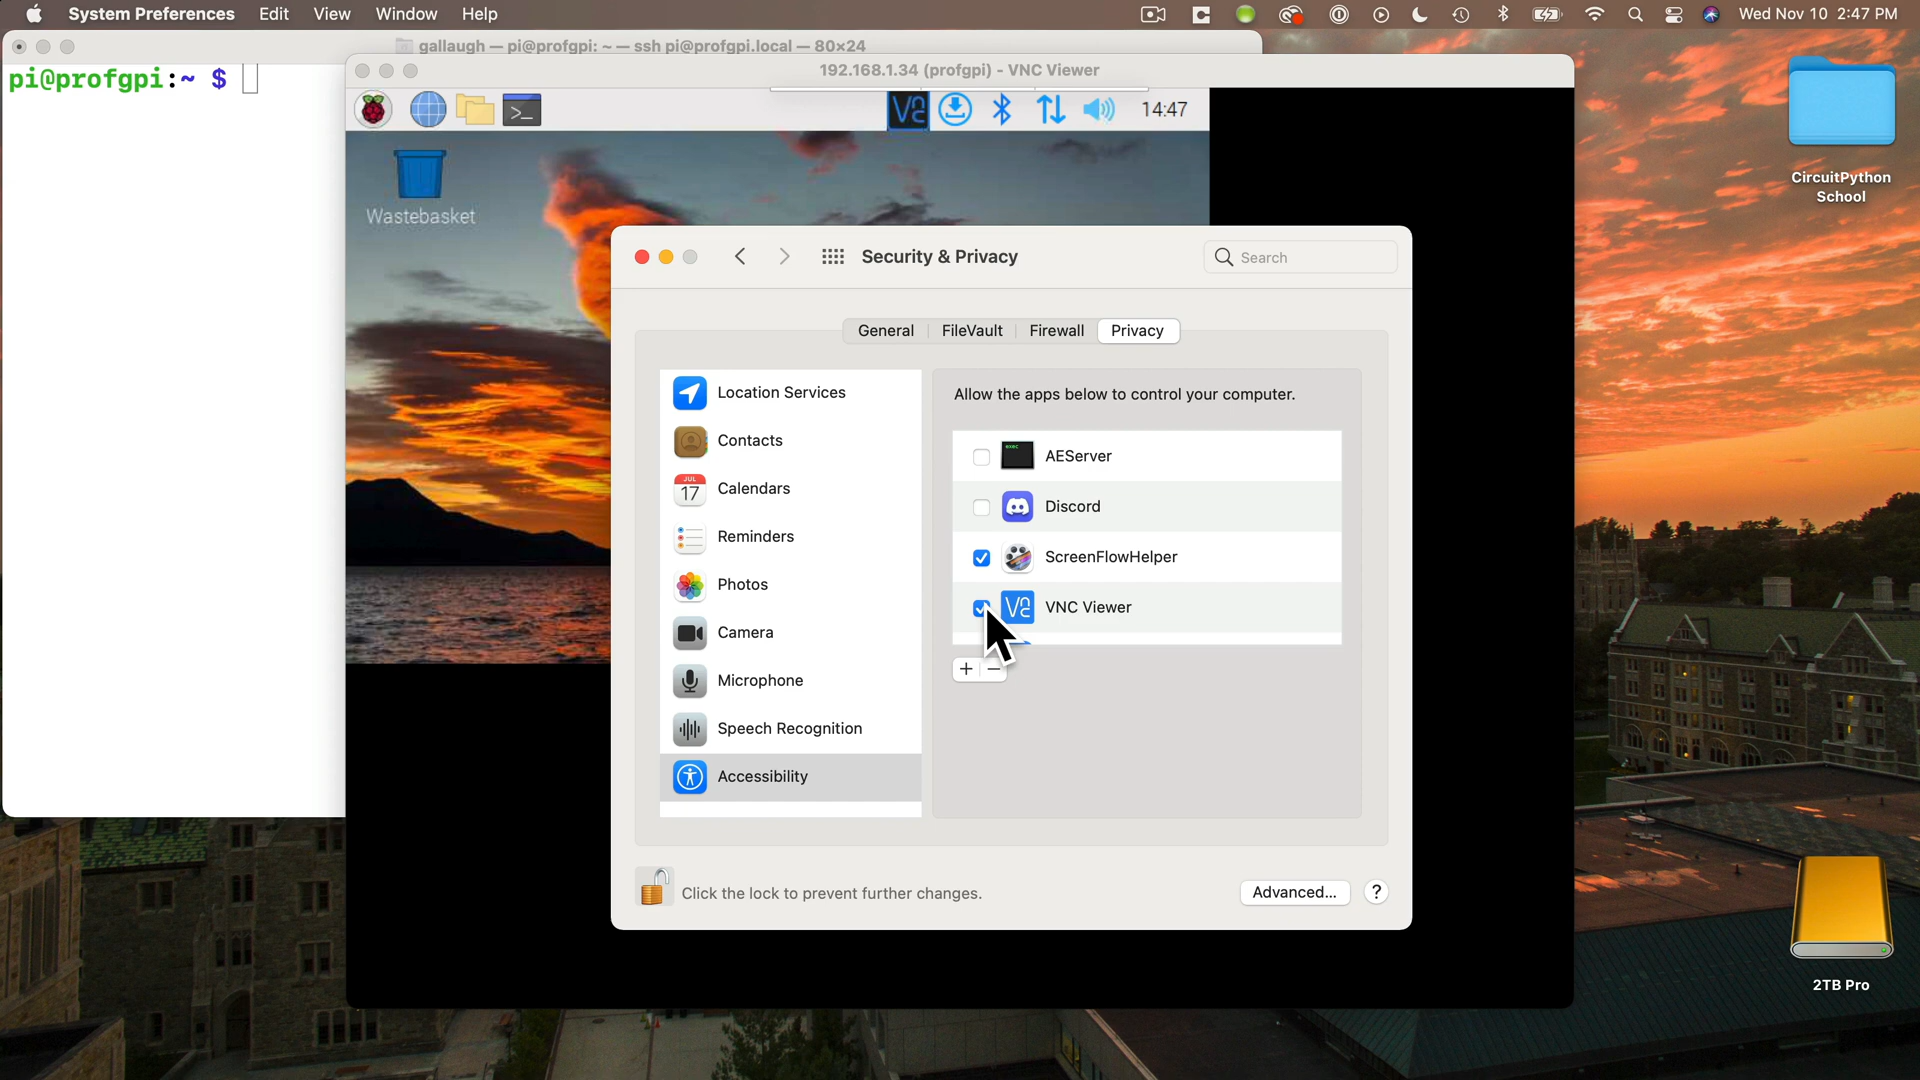 System Preferences Edit View Window Help
Wed Nov 10 2:47 PM
gallaugh — pi@profgpi: ~ — ssh pi@profgpi.local — 80×24
pi@profgpi:~ $
192.168.1.34 (profgpi) - VNC Viewer
14:47
Wastebasket
CircuitPython
School
Security & Privacy
Search
General
FileVault
Firewall
Privacy
Location Services
Contacts
JUL
17
Calendars
Reminders
Photos
Camera
Microphone
Speech Recognition
Accessibility
Allow the apps below to control your computer.
exec
AEServer
Discord
ScreenFlowHelper
VNC Viewer
+ −
Click the lock to prevent further changes.
Advanced...
?
2TB Pro